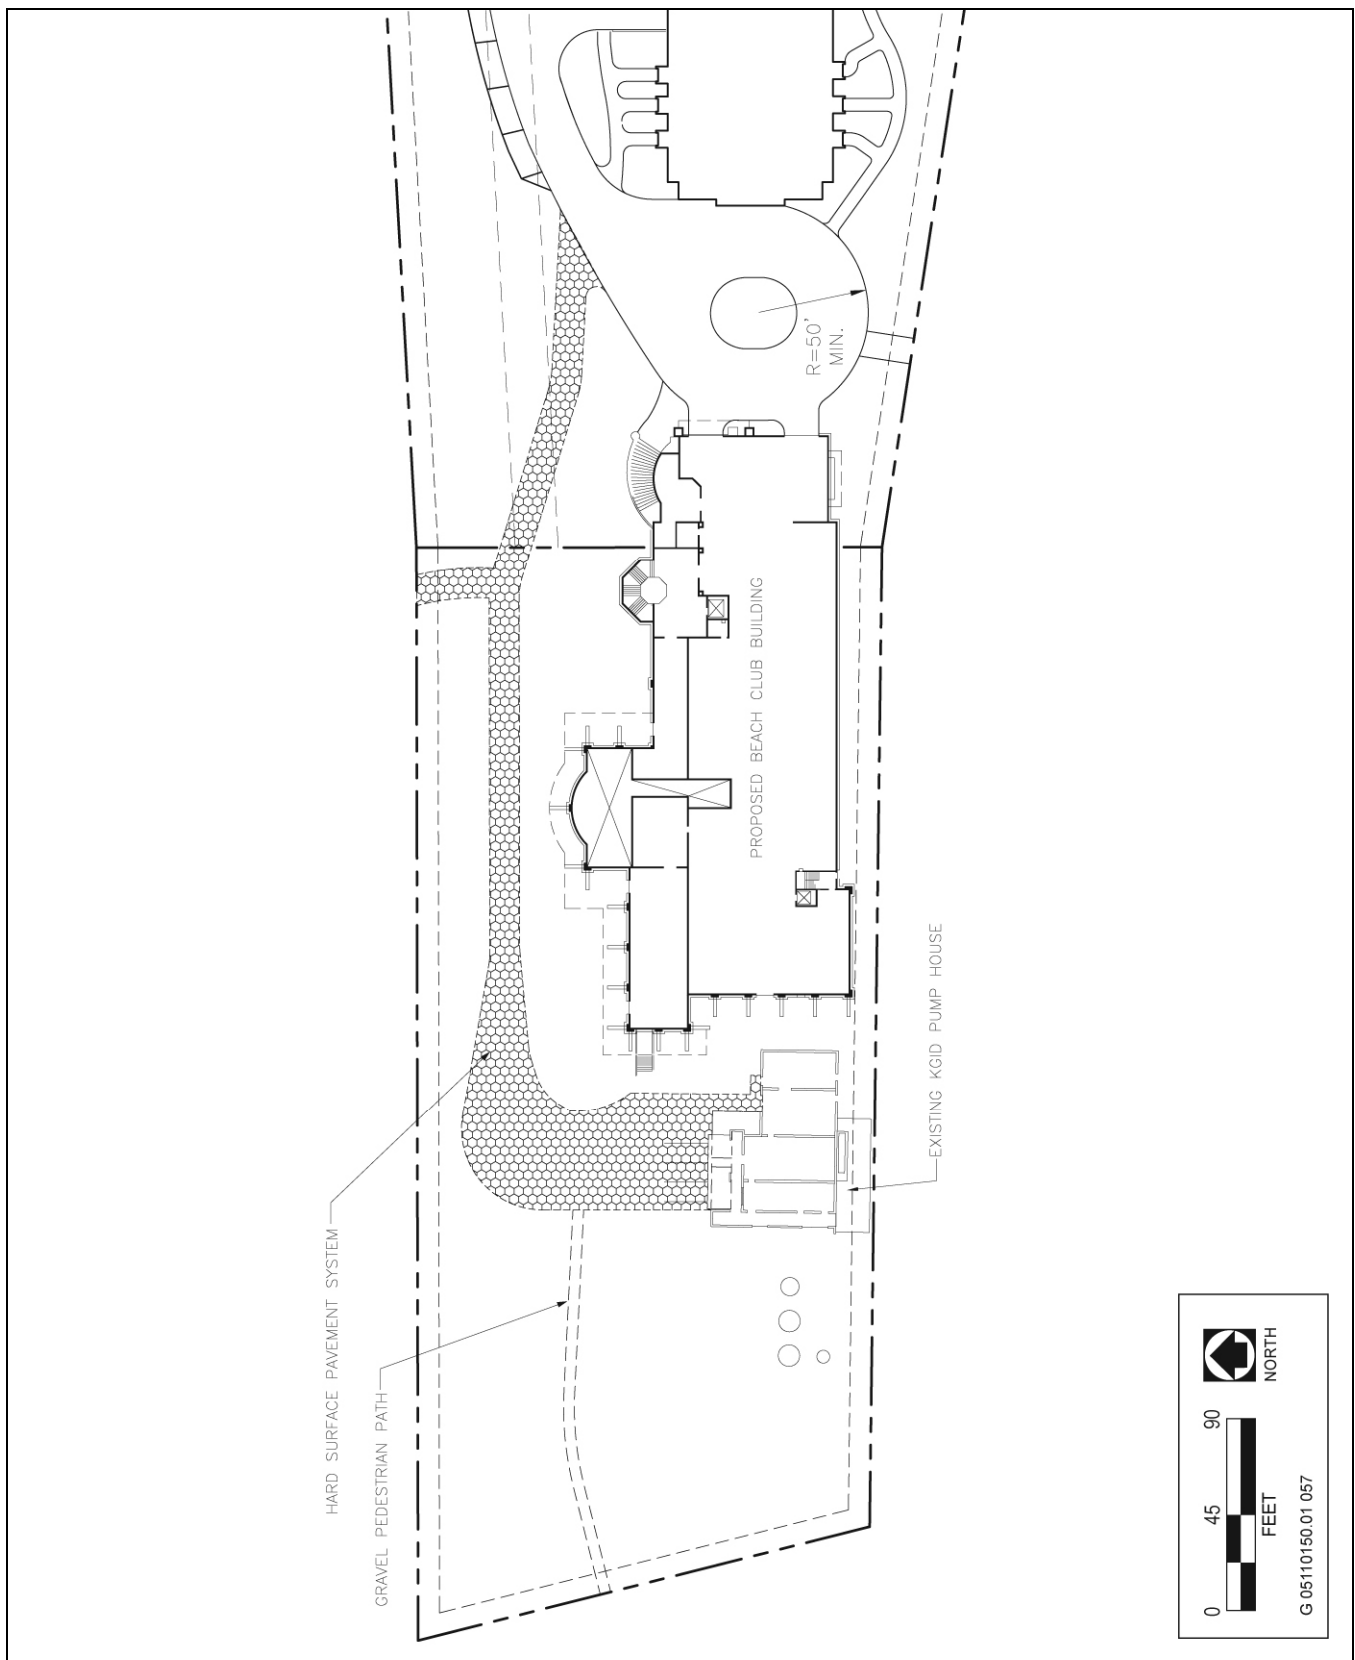 R=50'
MIN.
PROPOSED BEACH CLUB BUILDING
EXISTING KGID PUMP HOUSE
HARD SURFACE PAVEMENT SYSTEM
GRAVEL PEDESTRIAN PATH
NORTH
0 45 90
FEET
G 05110150.01 057